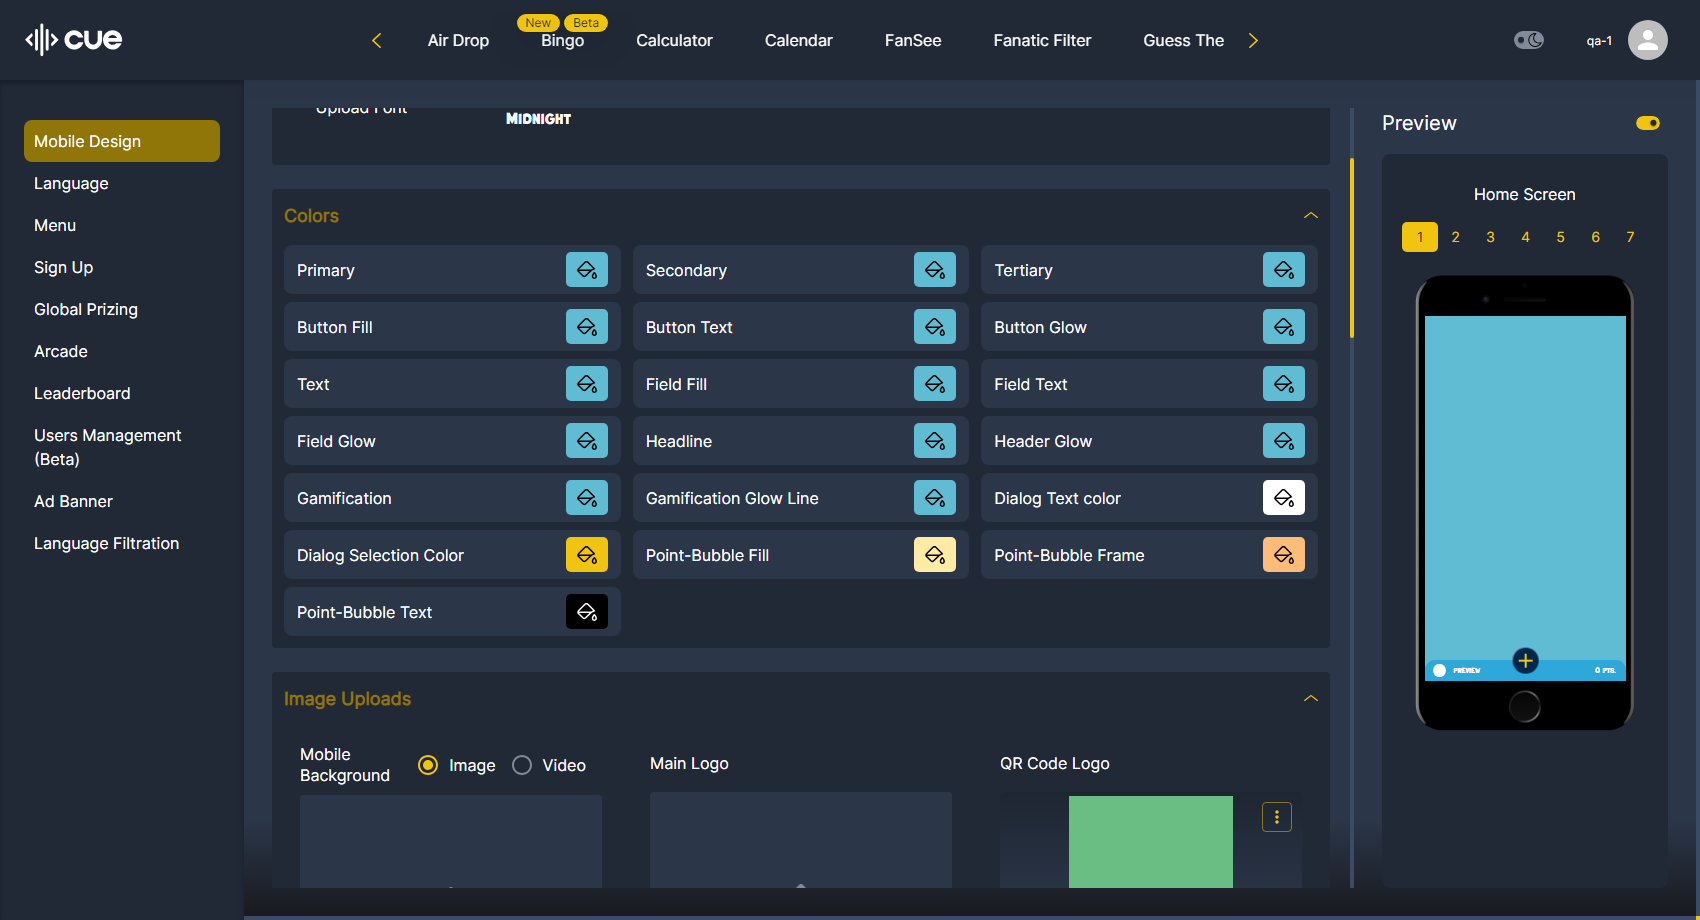 cue
Air Drop
New
Beta
Bingo
Calculator
Calendar
FanSee
Fanatic Filter
Guess The
qa-1
Mobile Design
Language
Menu
Sign Up
Global Prizing
Arcade
Leaderboard
Users Management
(Beta)
Ad Banner
Language Filtration
Upload Font
MIDNIGHT
Colors
Primary
Secondary
Tertiary
Button Fill
Button Text
Button Glow
Text
Field Fill
Field Text
Field Glow
Headline
Header Glow
Gamification
Gamification Glow Line
Dialog Text color
Dialog Selection Color
Point-Bubble Fill
Point-Bubble Frame
Point-Bubble Text
Image Uploads
Mobile
Background
Image
Video
Main Logo
QR Code Logo
Preview
Home Screen
1 2 3 4 5 6 7
PREVIEW
0 PTS.